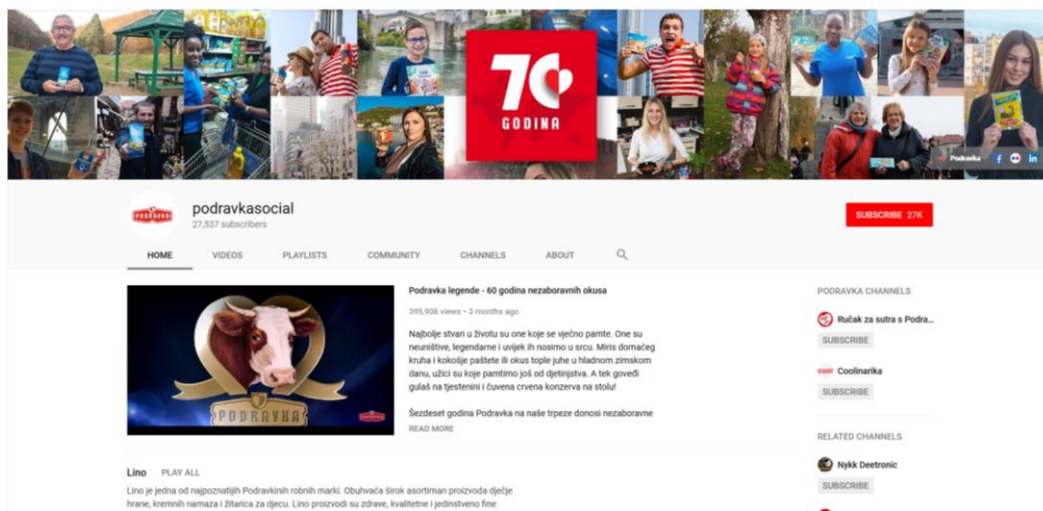 70
GODINA
Podravka
podravkasocial
27,537 subscribers
SUBSCRIBE 27K
HOME VIDEOS PLAYLISTS COMMUNITY CHANNELS ABOUT
Podravka legende - 60 godina nezaboravnih okusa
395,908 views • 3 months ago
Najbolje stvari u životu su one koje se vječno pamte. One su
neuništive, legendarne i uvijek ih nosimo u srcu. Miris domaćeg
kruha i kokošje paštete ili okus tople juhe u hladnom zimskom
danu, užici su koje pamtimo još od djetinjstva. A tek goveđi
gulaš na tjestenini i čuvena crvena konzerva na stolu!
Šezdeset godina Podravka na naše trpeze donosi nezaboravne
READ MORE
PODRAVKA
PODRAVKA CHANNELS
Ručak za sutra s Podra...
SUBSCRIBE
cool Coolinarika
SUBSCRIBE
RELATED CHANNELS
Nykk Deetronic
SUBSCRIBE
Lino PLAY ALL
Lino je jedna od najpoznatijih Podravkinih robnih marki. Obuhvaća širok asortiman proizvoda dječje
hrane, kremnih namaza i žitarica za djecu. Lino proizvodi su zdrave, kvalitetne i jedinstveno fine